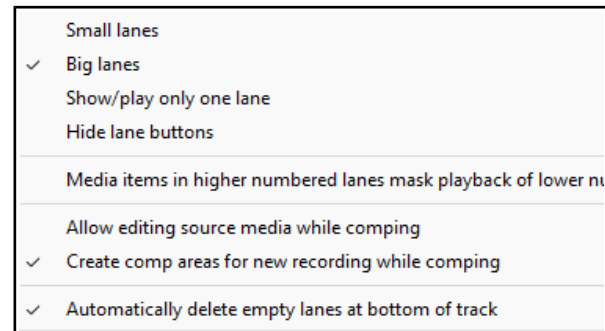 Small lanes
Big lanes
Show/play only one lane
Hide lane buttons
Media items in higher numbered lanes mask playback of lower
Allow editing source media while comping
Create comp areas for new recording while comping
Automatically delete empty lanes at bottom of track